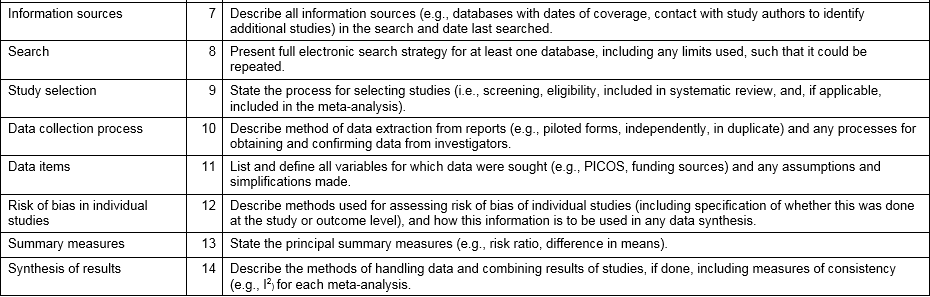 Information sources 7 Describe all information sources (e.g., databases with dates of coverage, contact with study authors to identify
additional studies) in the search and date last searched.
Search 8 Present full electronic search strategy for at least one database, including any limits used, such that it could be
repeated.
Study selection 9 State the process for selecting studies (i.e., screening, eligibility, included in systematic review, and, if applicable,
included in the meta-analysis).
Data collection process 10 Describe method of data extraction from reports (e.g., piloted forms, independently, in duplicate) and any processes for
obtaining and confirming data from investigators.
Data items 11 List and define all variables for which data were sought (e.g., PICOS, funding sources) and any assumptions and
simplifications made.
Risk of bias in individual 12 Describe methods used for assessing risk of bias of individual studies (including specification of whether this was done
studies at the study or outcome level), and how this information is to be used in any data synthesis.
Summary measures 13 State the principal summary measures (e.g., risk ratio, difference in means).
Synthesis of results 14 Describe the methods of handling data and combining results of studies, if done, including measures of consistency
(e.g., I²) for each meta-analysis.